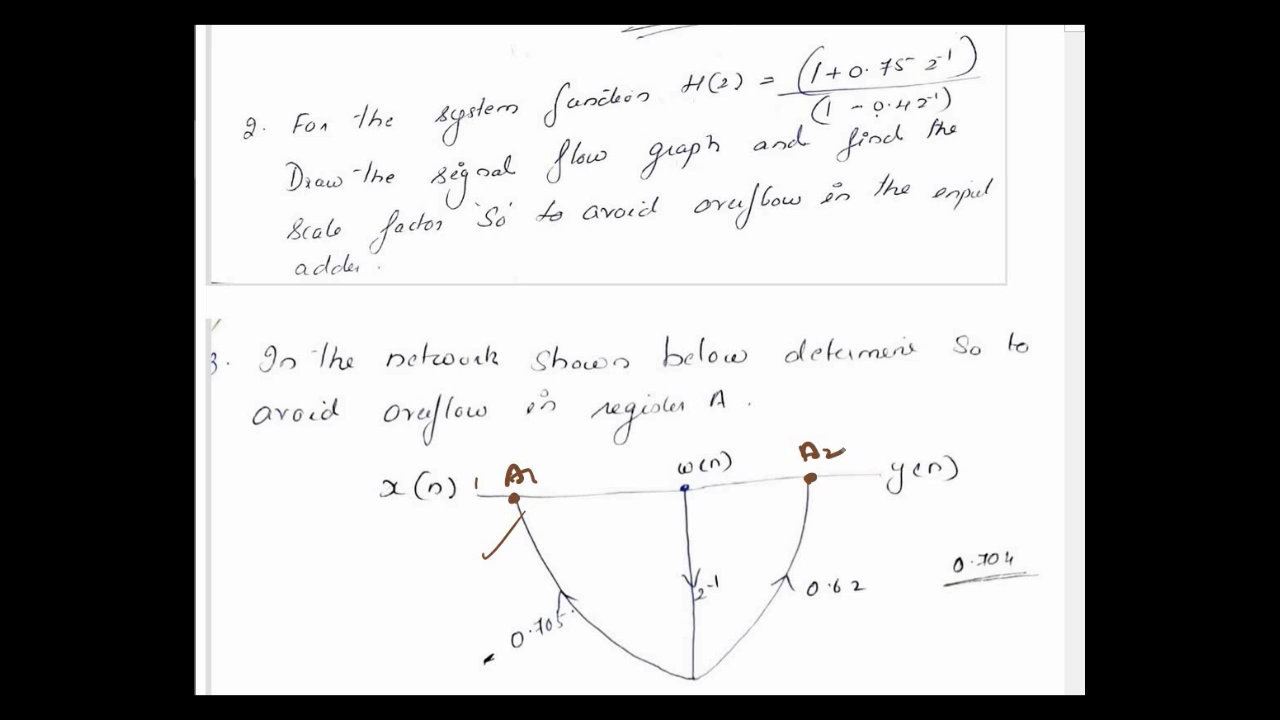 2. For the system function H(z) = (1 + 0.75 z⁻¹)
(1 - 0.4z⁻¹)
Draw the signal flow graph and find the
scale factor 'So' to avoid overflow in the input
adder.
3. In the network shown below determine So to
avoid overflow in register A.
x(n) 1 A1 w(n) A2 y(n)
z⁻¹ 0.62 0.704
- 0.705